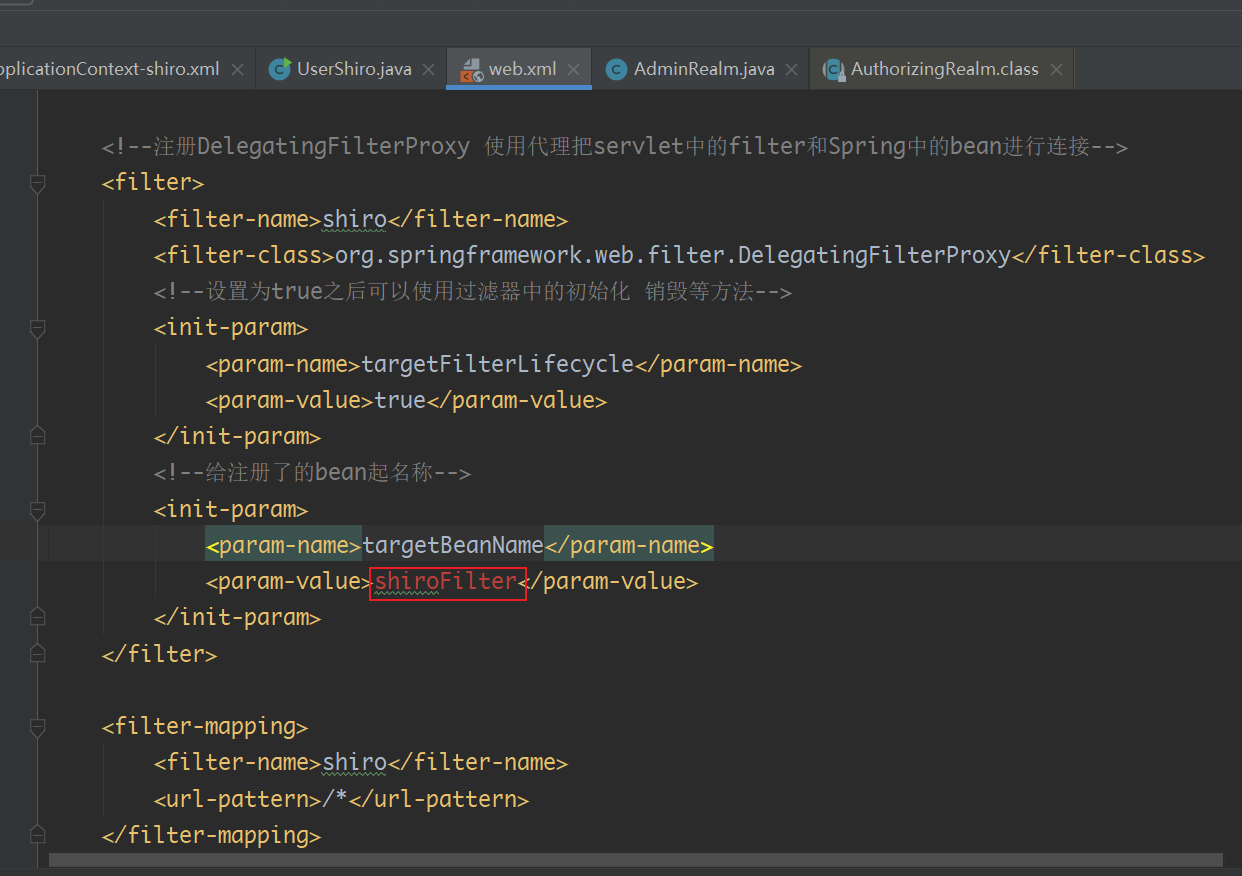 pplicationContext-shiro.xml UserShiro.java web.xml AdminRealm.java AuthorizingRealm.class
<!--注册DelegatingFilterProxy 使用代理把servlet中的filter和Spring中的bean进行连接-->
<filter>
<filter-name>shiro</filter-name>
<filter-class>org.springframework.web.filter.DelegatingFilterProxy</filter-class>
<!--设置为true之后可以使用过滤器中的初始化 销毁等方法-->
<init-param>
<param-name>targetFilterLifecycle</param-name>
<param-value>true</param-value>
</init-param>
<!--给注册了的bean起名称-->
<init-param>
<param-name>targetBeanName</param-name>
<param-value>shiroFilter</param-value>
</init-param>
</filter>
<filter-mapping>
<filter-name>shiro</filter-name>
<url-pattern>/*</url-pattern>
</filter-mapping>